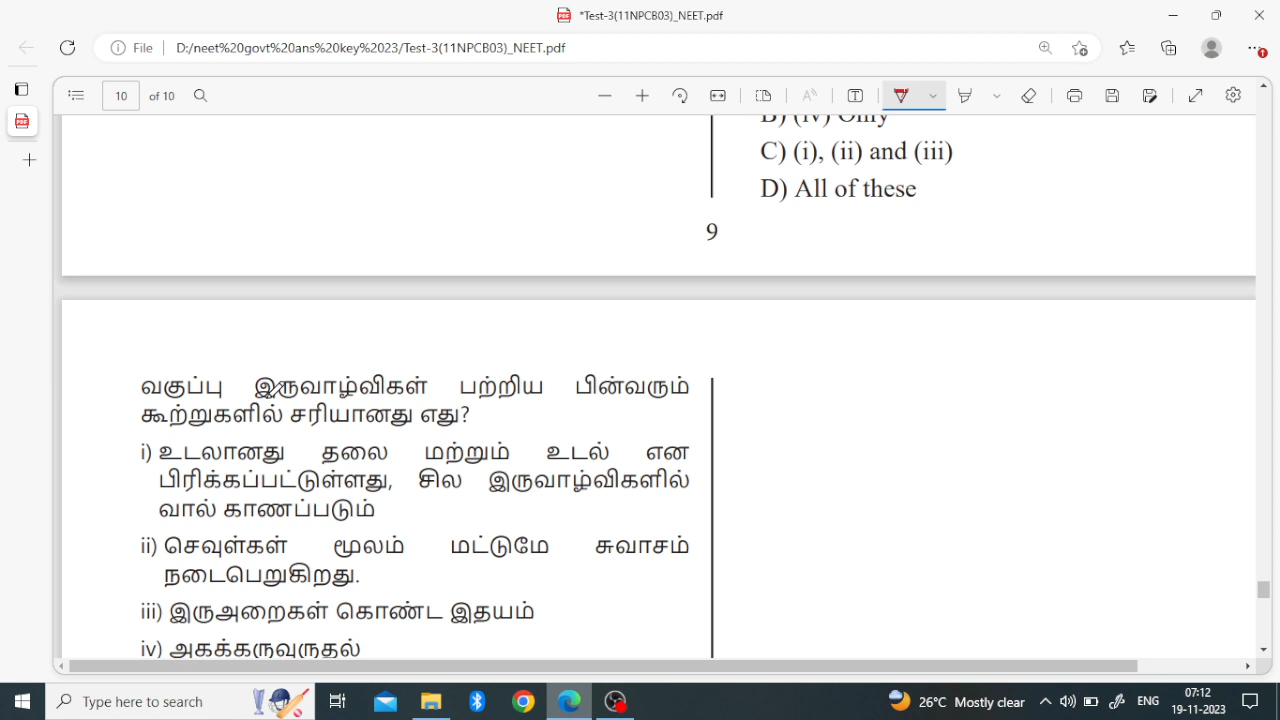 *Test-3(11NPCB03)_NEET.pdf
File D:/neet%20govt%20ans%20key%2023/Test-3(11NPCB03)_NEET.pdf
10 of 10
B) (iv) Only
C) (i), (ii) and (iii)
D) All of these
9
வகுப்பு இருவாழ்விகள் பற்றிய பின்வரும்
கூற்றுகளில் சரியானது எது?
i) உடலானது தலை மற்றும் உடல் என
பிரிக்கப்பட்டுள்ளது, சில இருவாழ்விகளில்
வால் காணப்படும்
ii) செவுள்கள் மூலம் மட்டுமே சுவாசம்
நடைபெறுகிறது.
iii) இருஅறைகள் கொண்ட இதயம்
iv) அகக்கருவுருதல்
Type here to search
26°C Mostly clear
ENG
07:12
19-11-2023